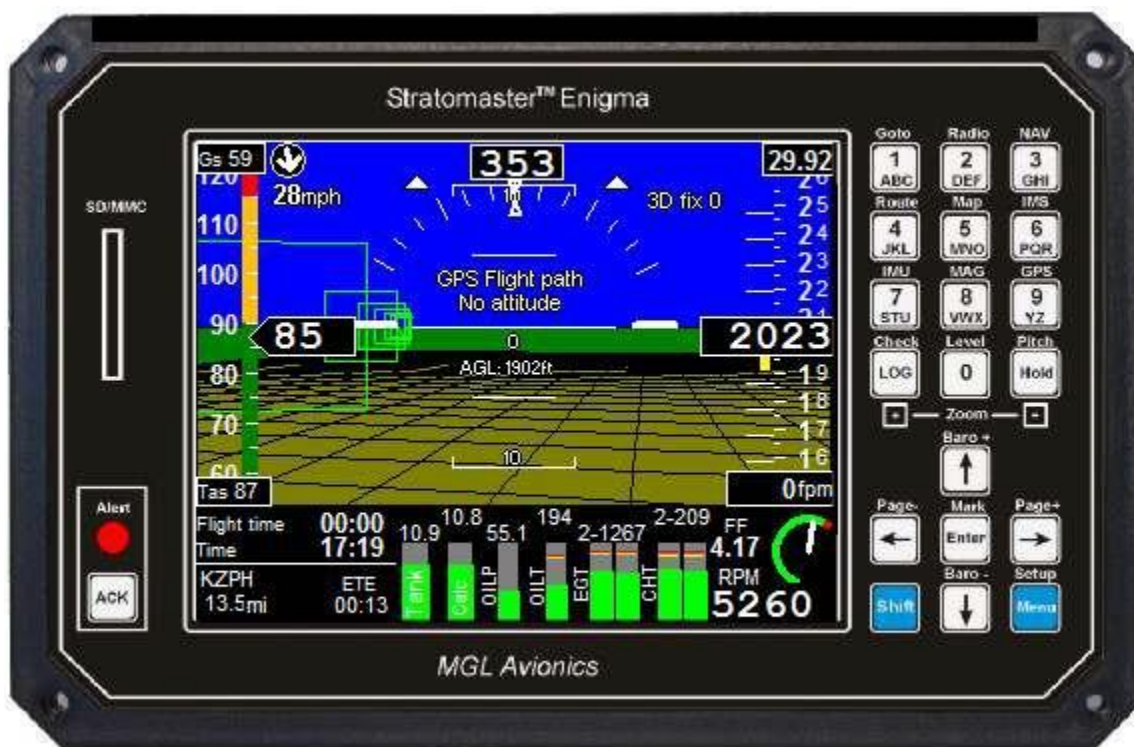 Stratomaster™ Enigma
SD/MMC
Alert
ACK
Gs 59
28mph
353
29.92
3D fix 0
10
120
110
100
90
80
70
60
85
GPS Flight path
No attitude
0
AGL: 1902ft
10
26
25
24
23
22
21
2023
19
18
17
16
Tas 87
0fpm
Flight time 00:00
Time 17:19
KZPH
13.5mi
ETE
00:13
10.9
Tank
10.8
Calc
55.1
OILP
194
OILT
2-1267
EGT
2-209
CHT
FF
4.17
RPM
5260
Goto Radio NAV
1 2 3
ABC DEF GHI
Route Map IMS
4 5 6
JKL MNO PQR
IMU MAG GPS
7 8 9
STU VWX YZ
Check Level Pitch
LOG 0 Hold
+ Zoom -
Baro +
Page- Mark Page+
Enter
Baro - Setup
Shift Menu
MGL Avionics